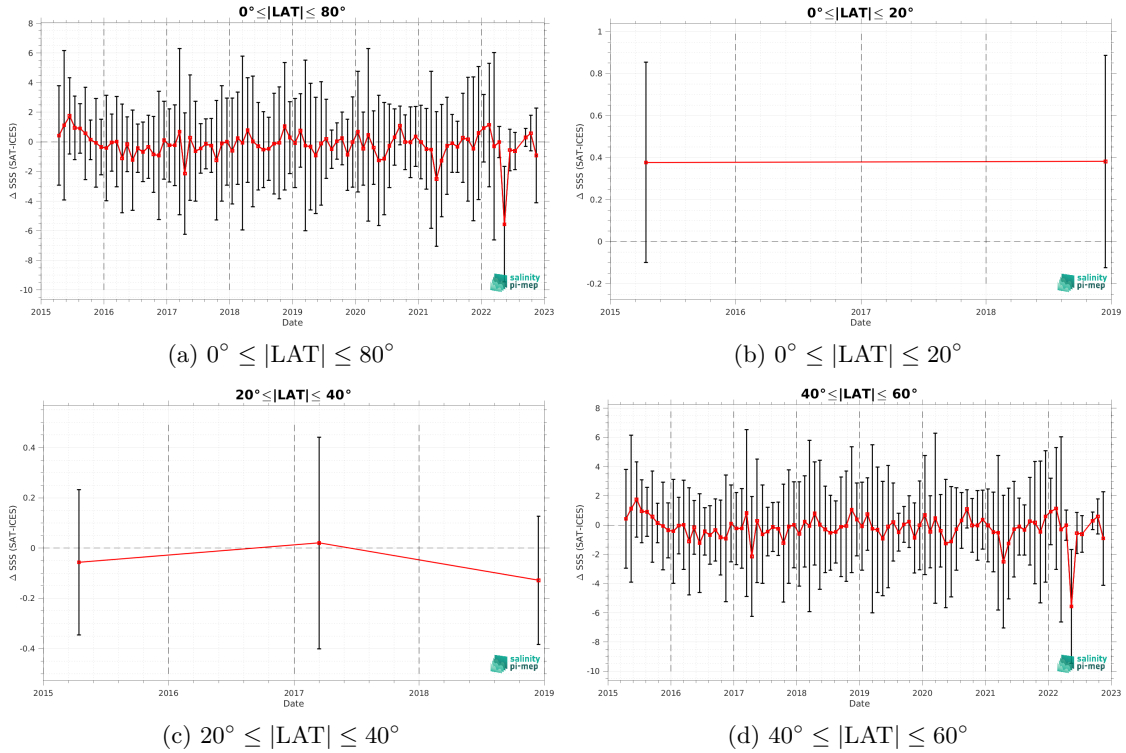 0°≤|LAT|≤ 80°
8
6
4
2
0
-2
-4
-6
-8
-10
Δ SSS (SAT-ICES)
2015 2016 2017 2018 2019 2020 2021 2022 2023
Date
salinity
pi-mep
(a) 0° ≤ |LAT| ≤ 80°
0°≤|LAT|≤ 20°
1
0.8
0.6
0.4
0.2
0
-0.2
Δ SSS (SAT-ICES)
2015 2016 2017 2018 2019
Date
salinity
pi-mep
(b) 0° ≤ |LAT| ≤ 20°
20°≤|LAT|≤ 40°
0.4
0.2
0
-0.2
-0.4
Δ SSS (SAT-ICES)
2015 2016 2017 2018 2019
Date
salinity
pi-mep
(c) 20° ≤ |LAT| ≤ 40°
40°≤|LAT|≤ 60°
8
6
4
2
0
-2
-4
-6
-8
-10
Δ SSS (SAT-ICES)
2015 2016 2017 2018 2019 2020 2021 2022 2023
Date
salinity
pi-mep
(d) 40° ≤ |LAT| ≤ 60°